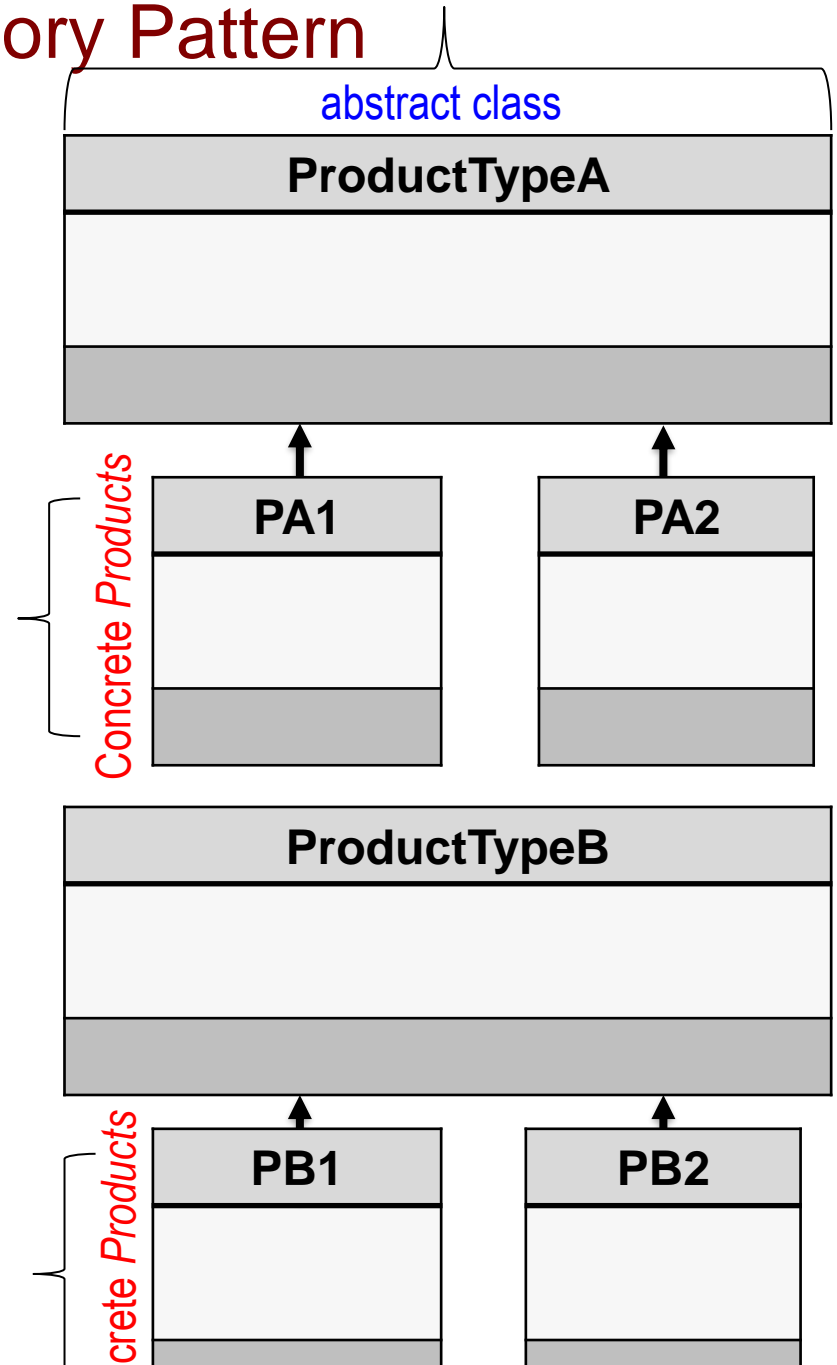 ory Pattern
abstract class
ProductTypeA
Concrete Products
PA1
PA2
ProductTypeB
crete Products
PB1
PB2